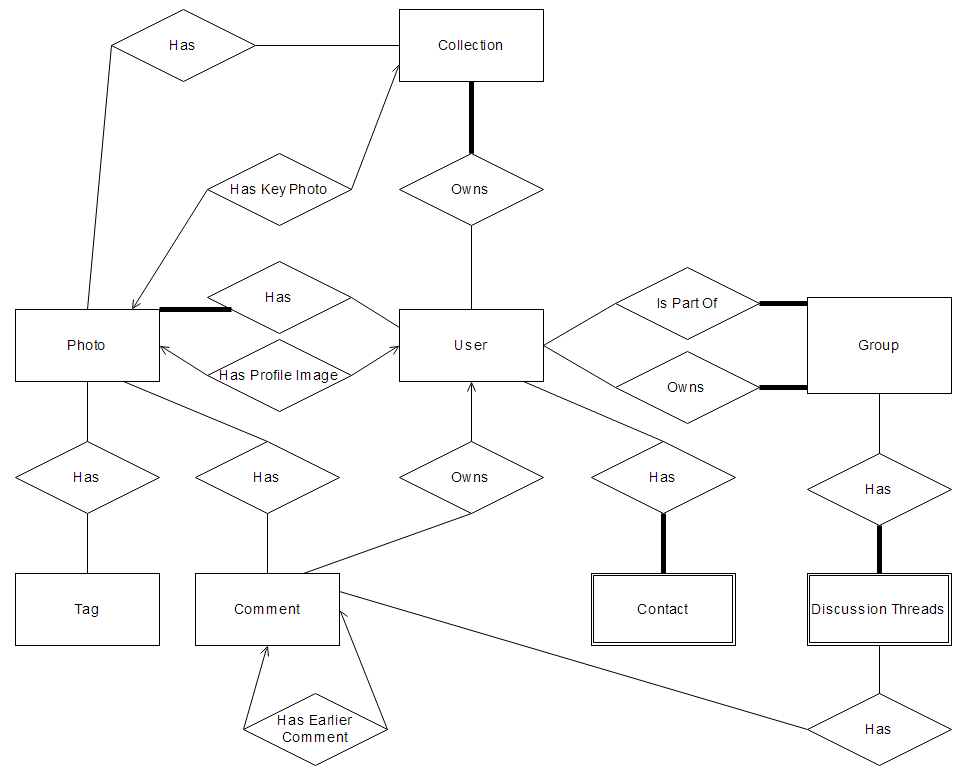 Has
Collection
Has Key Photo
Owns
Has
Is Part Of
Photo
User
Group
Has Profile Image
Owns
Has
Has
Owns
Has
Has
Tag
Comment
Contact
Discussion Threads
Has Earlier
Comment
Has